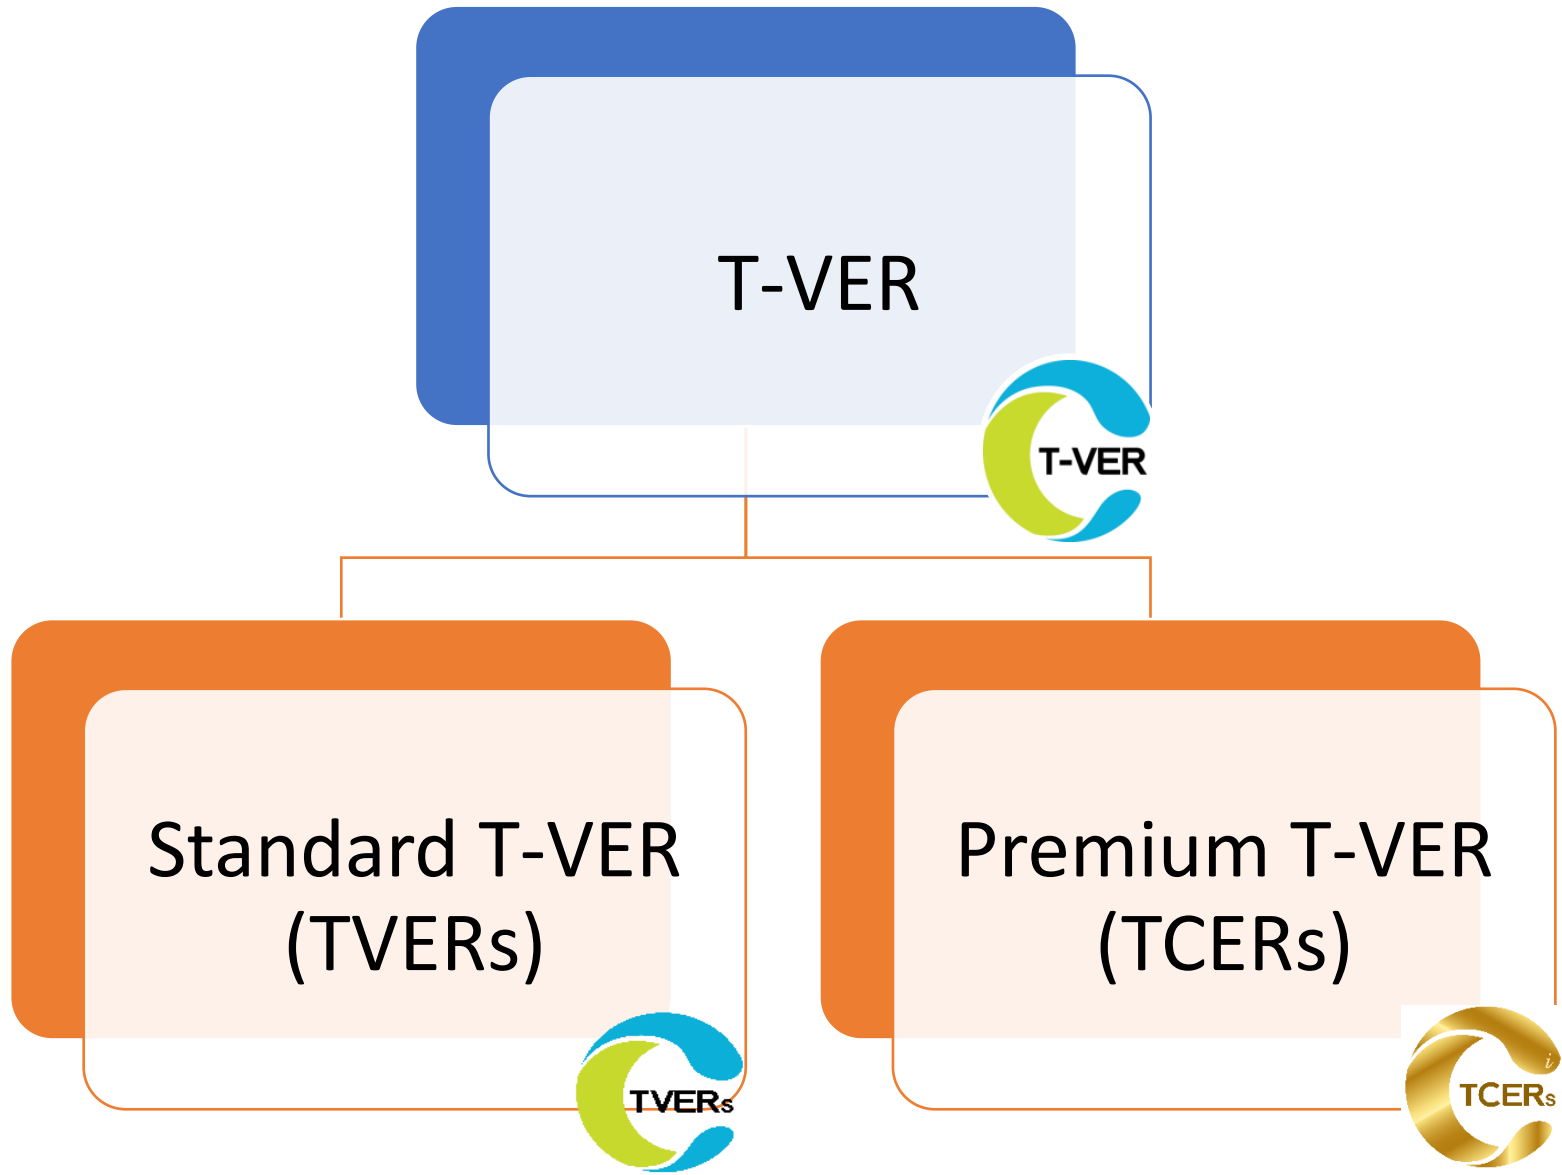 T-VER
T-VER
Standard T-VER
(TVERs)
TVERs
Premium T-VER
(TCERs)
i
TCERs